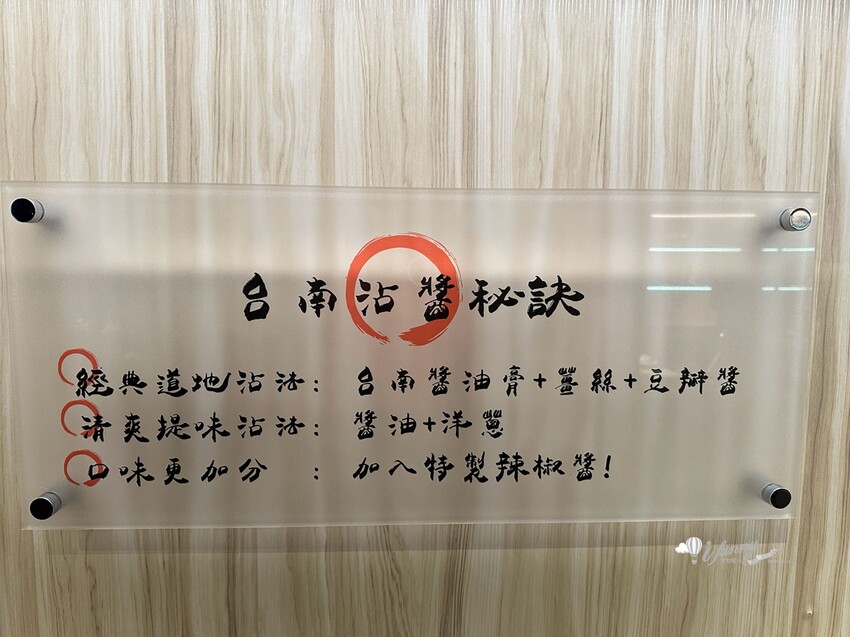 台南沾醬秘訣
經典道地沾法： 台南醬油膏+薑絲+豆瓣醬
清爽提味沾法： 醬油+洋蔥
口味更加分 ： 加入特製辣椒醬！